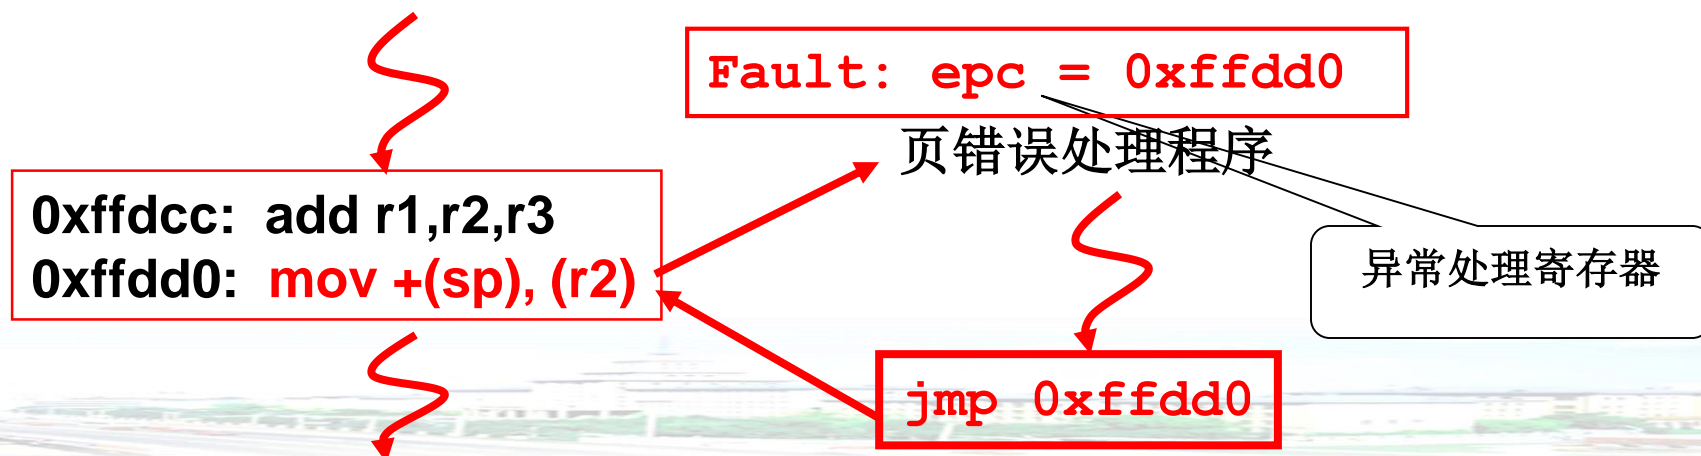 Fault: epc = 0xffdd0
页错误处理程序
0xffdcc: add r1,r2,r3
0xffdd0: mov +(sp), (r2)
异常处理寄存器
jmp 0xffdd0